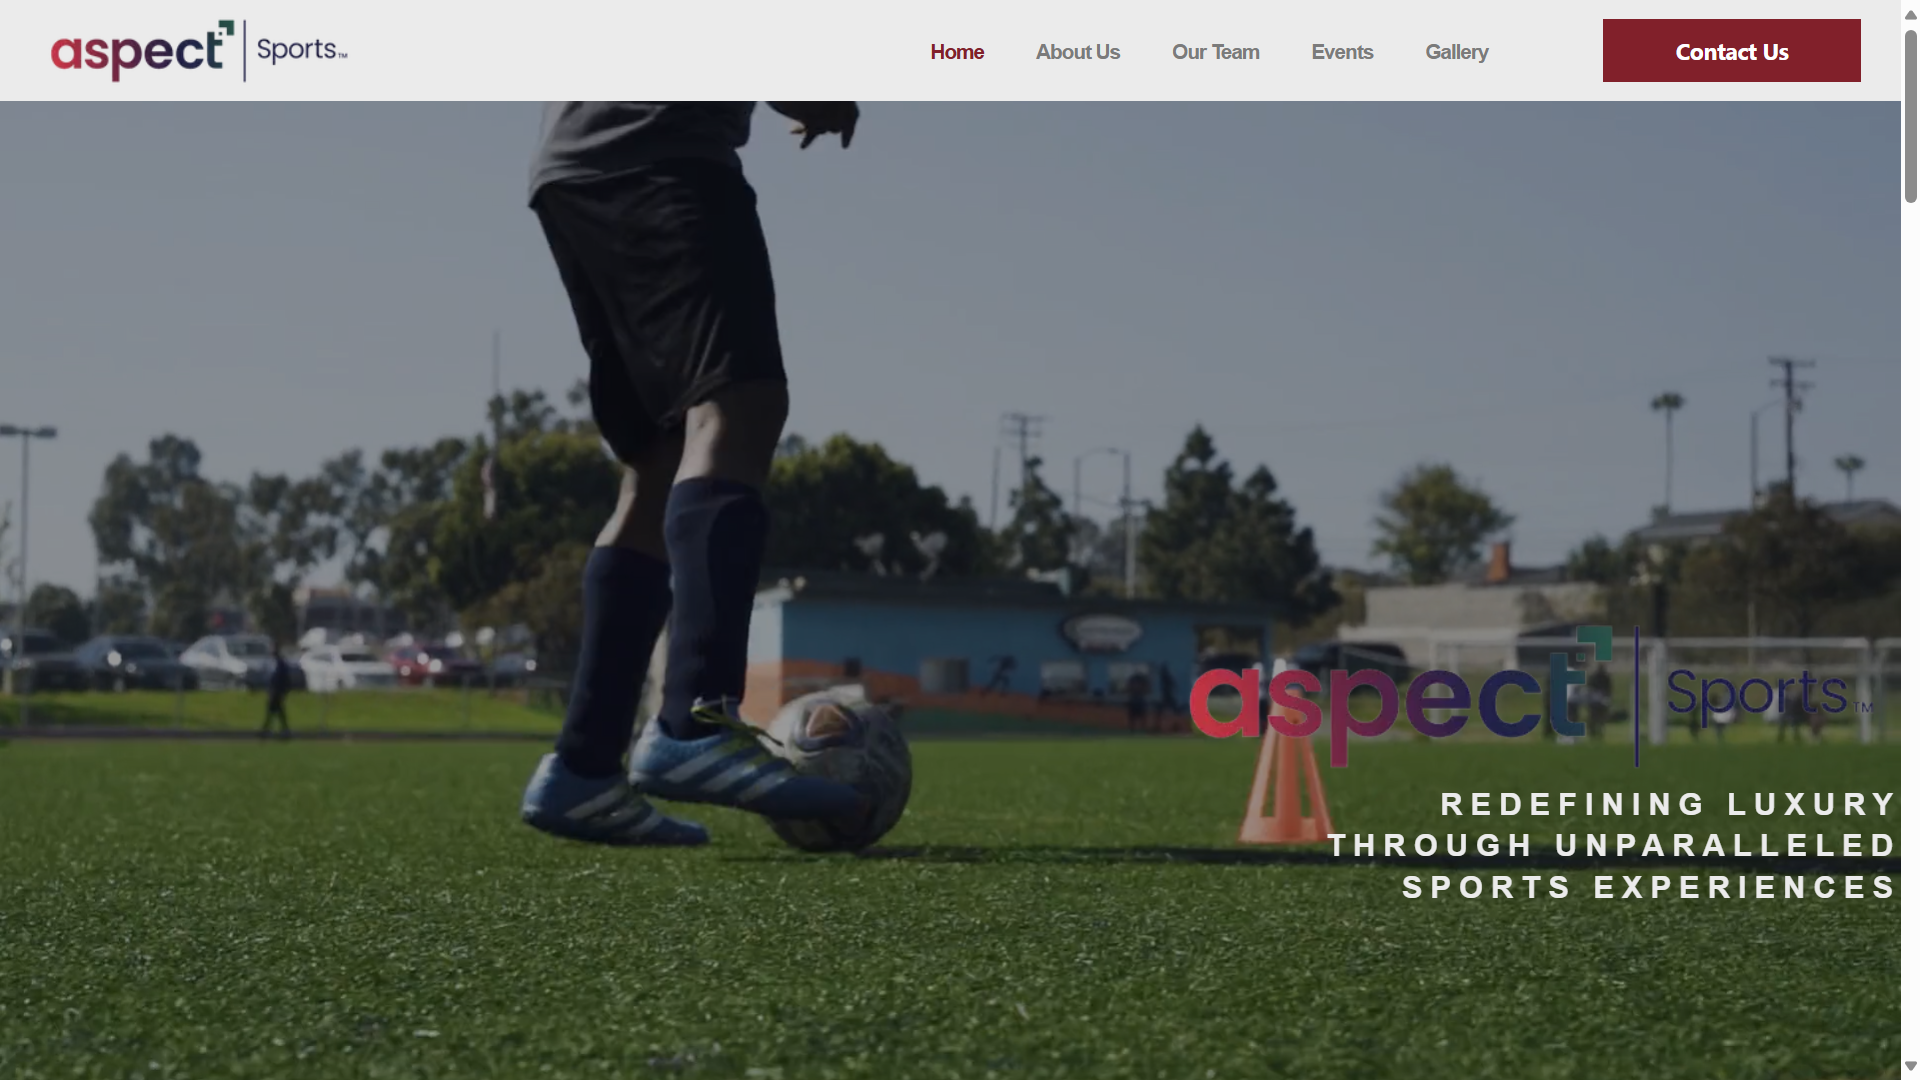 aspect Sports™
Home
About Us
Our Team
Events
Gallery
Contact Us
aspect Sports™
REDEFINING LUXURY
THROUGH UNPARALLELED
SPORTS EXPERIENCES